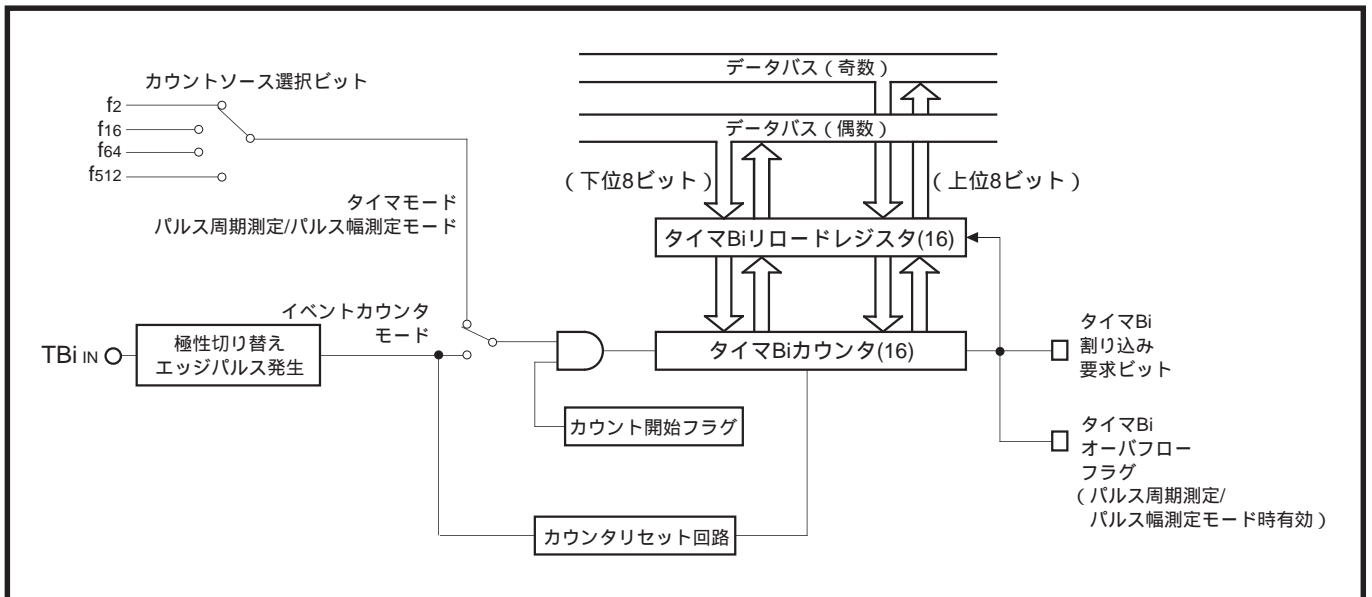 データバス（奇数）
カウントソース選択ビット
f2
f16
f64
f512
データバス（偶数）
（下位8ビット）
（上位8ビット）
タイマモード
パルス周期測定/パルス幅測定モード
タイマBiリロードレジスタ(16)
イベントカウンタ
モード
TBi IN
極性切り替え
エッジパルス発生
タイマBiカウンタ(16)
タイマBi
割り込み
要求ビット
カウント開始フラグ
タイマBi
オーバフロー
フラグ
（パルス周期測定/
パルス幅測定モード時有効）
カウンタリセット回路